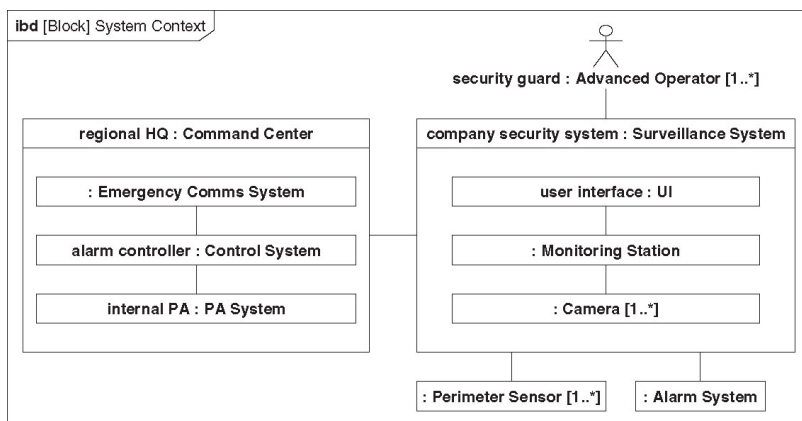 ibd [Block] System Context
security guard : Advanced Operator [1..*]
regional HQ : Command Center
: Emergency Comms System
alarm controller : Control System
internal PA : PA System
company security system : Surveillance System
user interface : UI
: Monitoring Station
: Camera [1..*]
: Perimeter Sensor [1..*]
: Alarm System